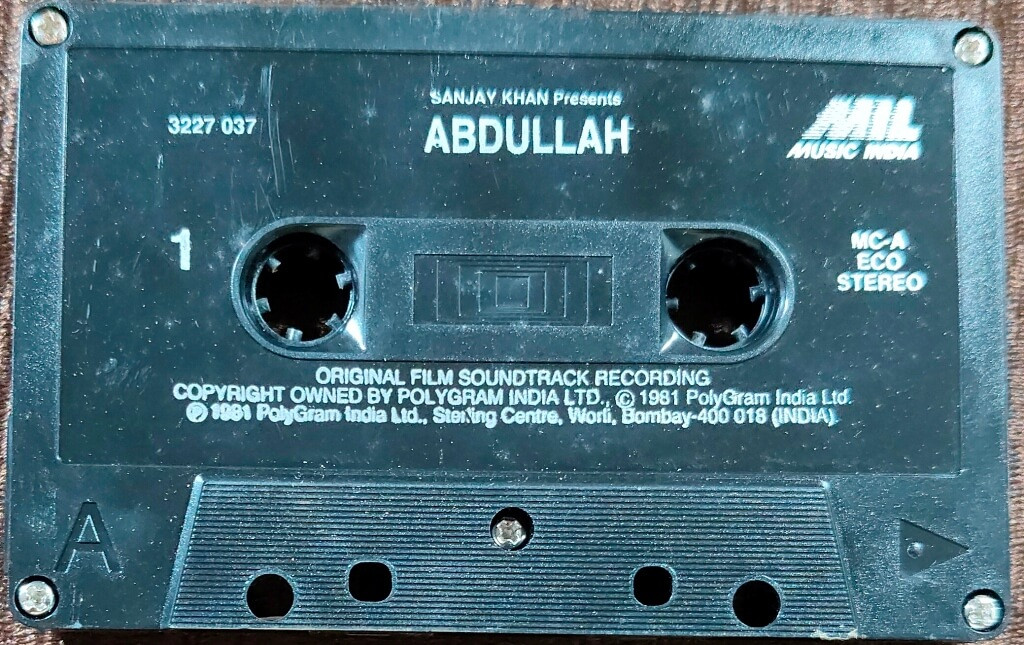 SANJAY KHAN Presents
ABDULLAH
3227 037
MIL
MUSIC INDIA
1
MC-A
ECO
STEREO
ORIGINAL FILM SOUNDTRACK RECORDING
COPYRIGHT OWNED BY POLYGRAM INDIA LTD., © 1981 PolyGram India Ltd.
℗ 1981 PolyGram India Ltd., Sterling Centre, Worli, Bombay-400 018 (INDIA).
A